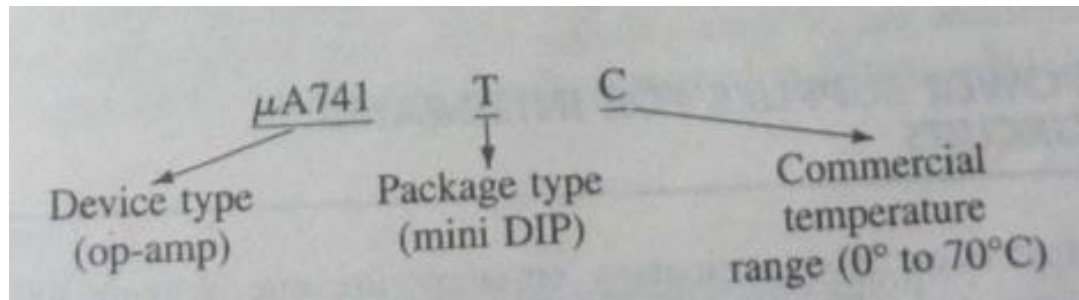 μA741 T C
Device type
(op-amp)
Package type
(mini DIP)
Commercial
temperature
range (0° to 70°C)